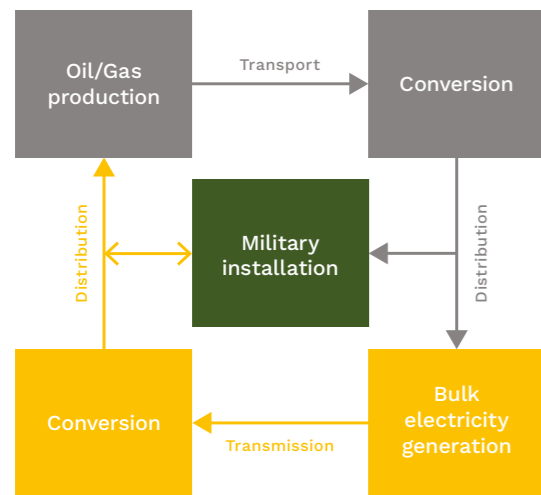 Oil/Gas
production
Transport
Conversion
Distribution
Military
installation
Distribution
Conversion
Transmission
Bulk
electricity
generation